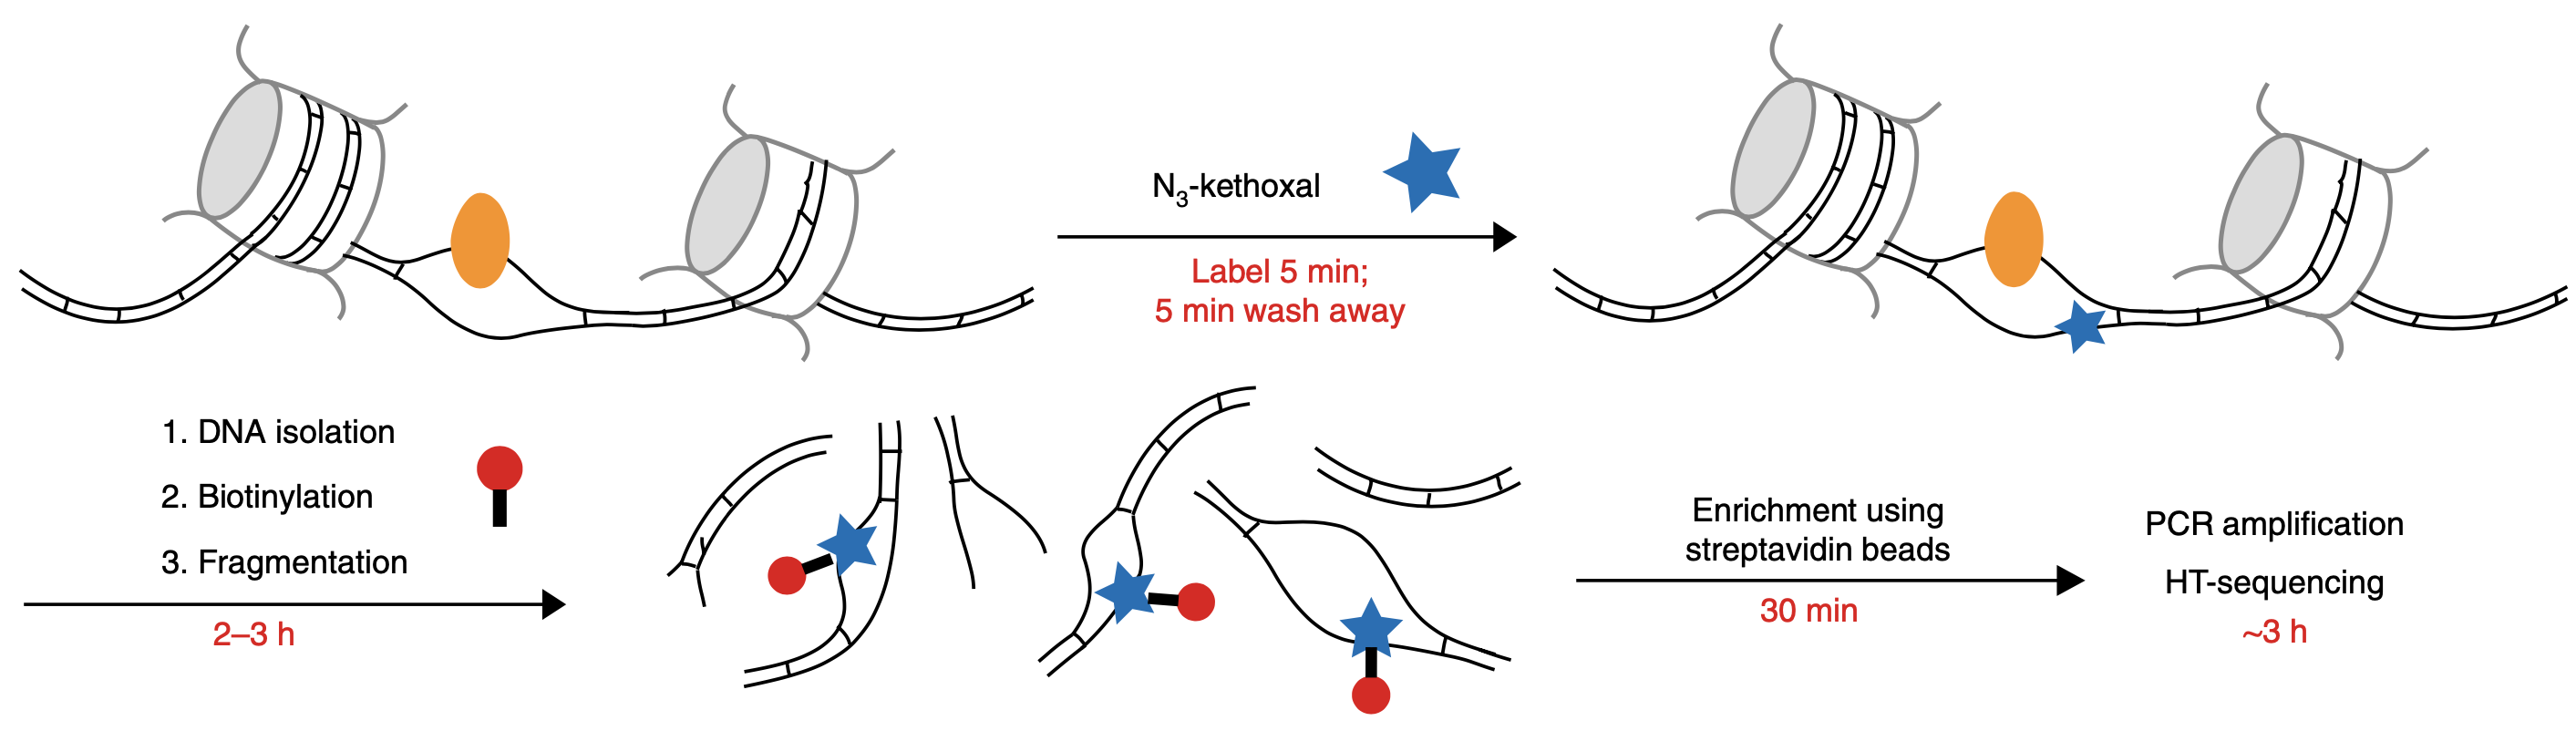 N₃-kethoxal
Label 5 min;
5 min wash away
1. DNA isolation
2. Biotinylation
3. Fragmentation
2–3 h
Enrichment using
streptavidin beads
30 min
PCR amplification
HT-sequencing
~3 h